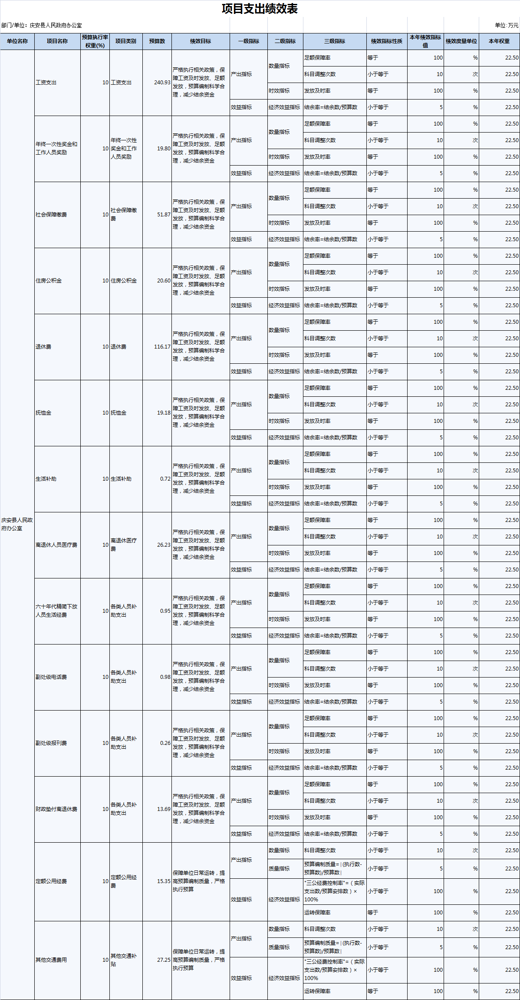 项目支出绩效表
部门/单位：庆安县人民政府办公室 单位:万元
单位名称 项目名称 预算执行率权重(%) 项目类别 预算数 绩效目标 一级指标 二级指标 三级指标 绩效指标性质 本年绩效指标值 绩效度量单位 本年权重
庆安县人民政府办公室
工资支出 10 工资支出 240.93 严格执行相关政策，保障工资及时发放、足额发放，预算编制科学合理，减少结余资金
产出指标 数量指标 足额保障率 等于 100 % 22.50
科目调整次数 小于等于 10 次 22.50
时效指标 发放及时率 等于 100 % 22.50
效益指标 经济效益指标 结余率=结余数/预算数 小于等于 5 % 22.50
年终一次性奖金和工作人员奖励 10 年终一次性奖金和工作人员奖励 19.80 严格执行相关政策，保障工资及时发放、足额发放，预算编制科学合理，减少结余资金
产出指标 数量指标 足额保障率 等于 100 % 22.50
科目调整次数 小于等于 10 次 22.50
时效指标 发放及时率 等于 100 % 22.50
效益指标 经济效益指标 结余率=结余数/预算数 小于等于 5 % 22.50
社会保障缴费 10 社会保障缴费 51.87 严格执行相关政策，保障工资及时发放、足额发放，预算编制科学合理，减少结余资金
产出指标 数量指标 足额保障率 等于 100 % 22.50
科目调整次数 小于等于 10 次 22.50
时效指标 发放及时率 等于 100 % 22.50
效益指标 经济效益指标 结余率=结余数/预算数 小于等于 5 % 22.50
住房公积金 10 住房公积金 20.60 严格执行相关政策，保障工资及时发放、足额发放，预算编制科学合理，减少结余资金
产出指标 数量指标 足额保障率 等于 100 % 22.50
科目调整次数 小于等于 10 次 22.50
时效指标 发放及时率 等于 100 % 22.50
效益指标 经济效益指标 结余率=结余数/预算数 小于等于 5 % 22.50
退休费 10 退休费 116.17 严格执行相关政策，保障工资及时发放、足额发放，预算编制科学合理，减少结余资金
产出指标 数量指标 足额保障率 等于 100 % 22.50
科目调整次数 小于等于 10 次 22.50
时效指标 发放及时率 等于 100 % 22.50
效益指标 经济效益指标 结余率=结余数/预算数 小于等于 5 % 22.50
抚恤金 10 抚恤金 19.18 严格执行相关政策，保障工资及时发放、足额发放，预算编制科学合理，减少结余资金
产出指标 数量指标 足额保障率 等于 100 % 22.50
科目调整次数 小于等于 10 次 22.50
时效指标 发放及时率 等于 100 % 22.50
效益指标 经济效益指标 结余率=结余数/预算数 小于等于 5 % 22.50
生活补助 10 生活补助 0.72 严格执行相关政策，保障工资及时发放、足额发放，预算编制科学合理，减少结余资金
产出指标 数量指标 足额保障率 等于 100 % 22.50
科目调整次数 小于等于 10 次 22.50
时效指标 发放及时率 等于 100 % 22.50
效益指标 经济效益指标 结余率=结余数/预算数 小于等于 5 % 22.50
离退休人员医疗费 10 离退休医疗费 26.23 严格执行相关政策，保障工资及时发放、足额发放，预算编制科学合理，减少结余资金
产出指标 数量指标 足额保障率 等于 100 % 22.50
科目调整次数 小于等于 10 次 22.50
时效指标 发放及时率 等于 100 % 22.50
效益指标 经济效益指标 结余率=结余数/预算数 小于等于 5 % 22.50
六十年代精简下放人员生活经费 10 各类人员补助支出 0.95 严格执行相关政策，保障工资及时发放、足额发放，预算编制科学合理，减少结余资金
产出指标 数量指标 足额保障率 等于 100 % 22.50
科目调整次数 小于等于 10 次 22.50
时效指标 发放及时率 等于 100 % 22.50
效益指标 经济效益指标 结余率=结余数/预算数 小于等于 5 % 22.50
副处级电话费 10 各类人员补助支出 0.98 严格执行相关政策，保障工资及时发放、足额发放，预算编制科学合理，减少结余资金
产出指标 数量指标 足额保障率 等于 100 % 22.50
科目调整次数 小于等于 10 次 22.50
时效指标 发放及时率 等于 100 % 22.50
效益指标 经济效益指标 结余率=结余数/预算数 小于等于 5 % 22.50
副处级报刊费 10 各类人员补助支出 0.26 严格执行相关政策，保障工资及时发放、足额发放，预算编制科学合理，减少结余资金
产出指标 数量指标 足额保障率 等于 100 % 22.50
科目调整次数 小于等于 10 次 22.50
时效指标 发放及时率 等于 100 % 22.50
效益指标 经济效益指标 结余率=结余数/预算数 小于等于 5 % 22.50
财政垫付离退休费 10 各类人员补助支出 13.69 严格执行相关政策，保障工资及时发放、足额发放，预算编制科学合理，减少结余资金
产出指标 数量指标 足额保障率 等于 100 % 22.50
科目调整次数 小于等于 10 次 22.50
时效指标 发放及时率 等于 100 % 22.50
效益指标 经济效益指标 结余率=结余数/预算数 小于等于 5 % 22.50
定额公用经费 10 定额公用经费 15.35 保障单位日常运转，提高预算编制质量，严格执行预算
产出指标 数量指标 科目调整次数 小于等于 10 次 22.50
质量指标 预算编制质量=|(执行数-预算数)/预算数| 小于等于 5 % 22.50
效益指标 经济效益指标 "三公经费控制率"=（实际支出数/预算安排数）×100% 小于等于 100 % 22.50
运转保障率 等于 100 % 22.50
其他交通费用 10 其他交通补贴 27.25 保障单位日常运转，提高预算编制质量，严格执行预算
产出指标 数量指标 科目调整次数 小于等于 10 次 22.50
质量指标 预算编制质量=|(执行数-预算数)/预算数| 小于等于 5 % 22.50
效益指标 经济效益指标 "三公经费控制率"=（实际支出数/预算安排数）×100% 小于等于 100 % 22.50
运转保障率 等于 100 % 22.50